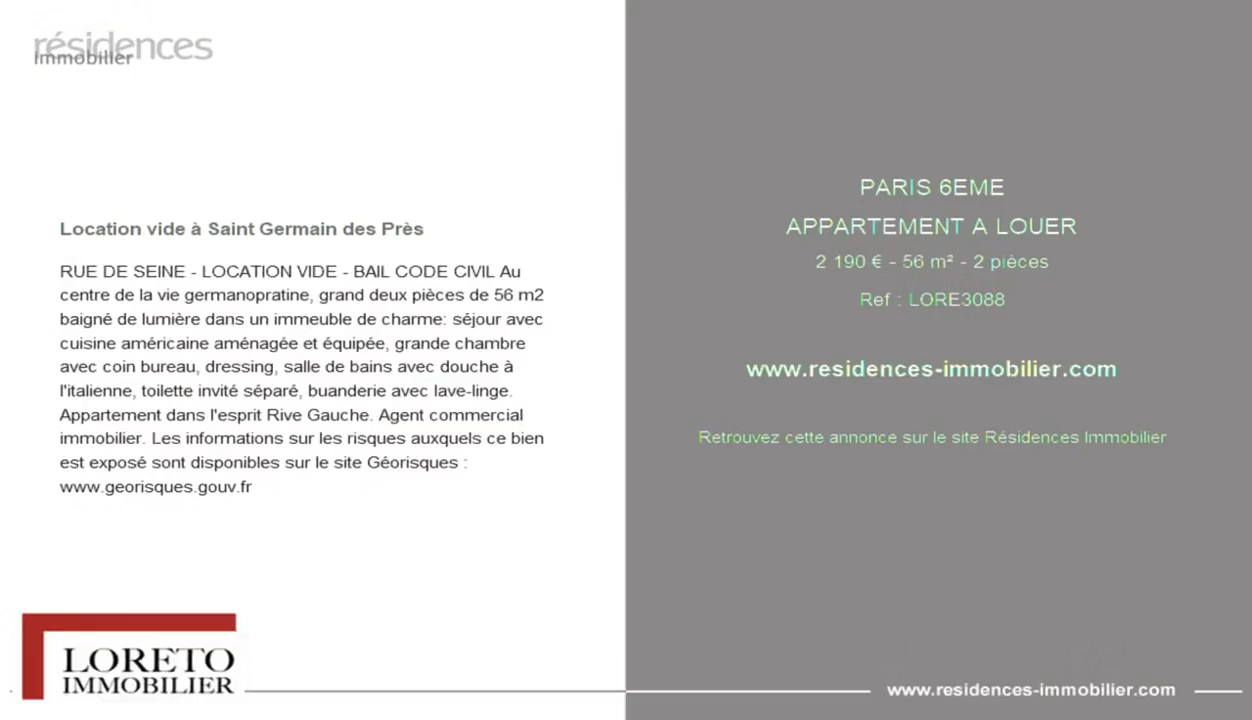 résidences
Immobilier
Location vide à Saint Germain des Près
RUE DE SEINE - LOCATION VIDE - BAIL CODE CIVIL Au
centre de la vie germanopratine, grand deux pièces de 56 m2
baigné de lumière dans un immeuble de charme: séjour avec
cuisine américaine aménagée et équipée, grande chambre
avec coin bureau, dressing, salle de bains avec douche à
l'italienne, toilette invité séparé, buanderie avec lave-linge.
Appartement dans l'esprit Rive Gauche. Agent commercial
immobilier. Les informations sur les risques auxquels ce bien
est exposé sont disponibles sur le site Géorisques :
www.georisques.gouv.fr
LORETO
IMMOBILIER
PARIS 6EME
APPARTEMENT A LOUER
2 190 € - 56 m² - 2 pièces
Ref : LORE3088
www.residences-immobilier.com
Retrouvez cette annonce sur le site Résidences Immobilier
www.residences-immobilier.com